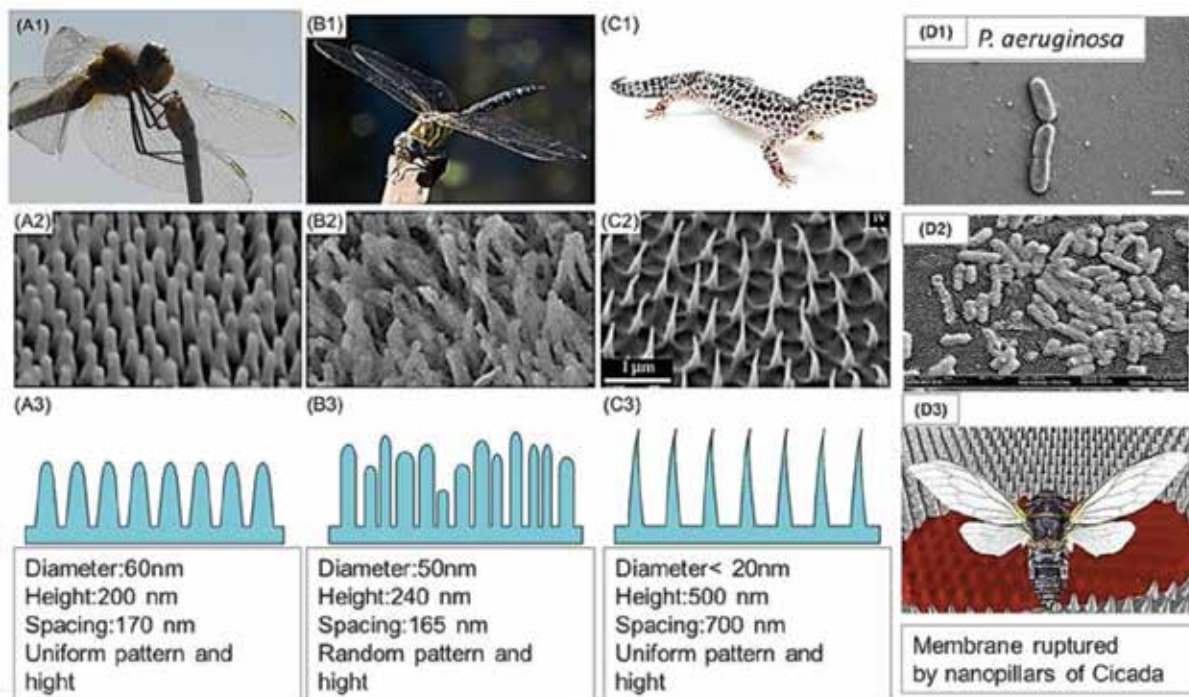 (A1)
(B1)
(C1)
(D1) P. aeruginosa
(A2)
(B2)
(C2)
IV
1 µm
(D2)
(A3)
(B3)
(C3)
(D3)
Diameter:60nm
Height:200 nm
Spacing:170 nm
Uniform pattern and
hight
Diameter:50nm
Height:240 nm
Spacing:165 nm
Random pattern and
hight
Diameter< 20nm
Height:500 nm
Spacing:700 nm
Uniform pattern and
hight
Membrane ruptured
by nanopillars of Cicada